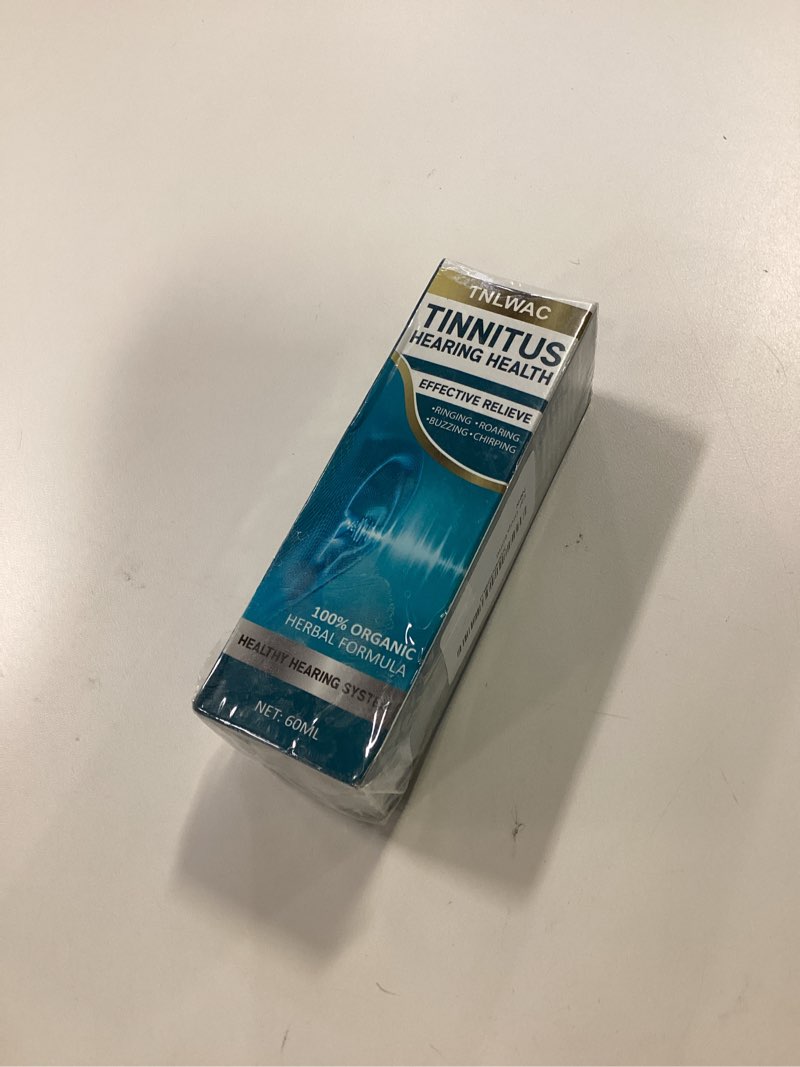 TNLWAC
TINNITUS
HEARING HEALTH
EFFECTIVE RELIEVE
•RINGING •ROARING
•BUZZING •CHIRPING
100% ORGANIC
HERBAL FORMULA
HEALTHY HEARING SYSTEM
NET: 60ML